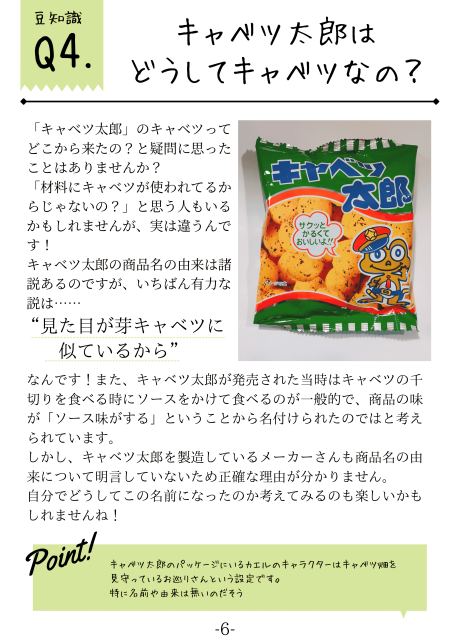 豆知識
Q4.
キャベツ太郎は
どうしてキャベツなの？
「キャベツ太郎」のキャベツって
どこから来たの？と疑問に思った
ことはありませんか？
「材料にキャベツが使われてるか
らじゃないの？」と思う人もいる
かもしれませんが、実は違うんで
す！
キャベツ太郎の商品名の由来は諸
説あるのですが、いちばん有力な
説は……
“見た目が芽キャベツに
似ているから”
キャベツ
太郎
サクッと
かるくて
おいしいよ!!
なんです！また、キャベツ太郎が発売された当時はキャベツの千
切りを食べる時にソースをかけて食べるのが一般的で、商品の味
が「ソース味がする」ということから名付けられたのではと考え
られています。
しかし、キャベツ太郎を製造しているメーカーさんも商品名の由
来について明言していないため正確な理由が分かりません。
自分でどうしてこの名前になったのか考えてみるのも楽しいかも
しれませんね！
Point!
キャベツ太郎のパッケージにいるカエルのキャラクターはキャベツ畑を
見守っているお巡りさんという設定です。
特に名前や由来は無いのだそう
-6-